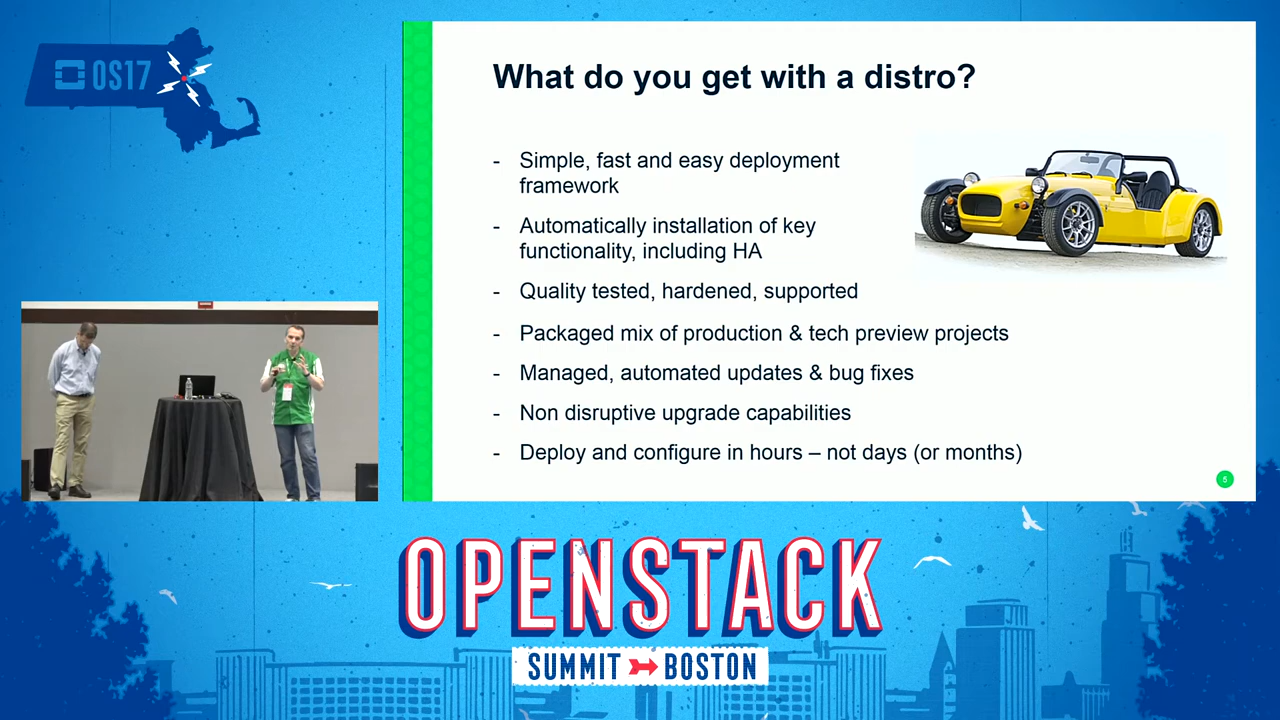 OS17
What do you get with a distro?
- Simple, fast and easy deployment
framework
- Automatically installation of key
functionality, including HA
- Quality tested, hardened, supported
- Packaged mix of production & tech preview projects
- Managed, automated updates & bug fixes
- Non disruptive upgrade capabilities
- Deploy and configure in hours – not days (or months)
5
OPENSTACK
SUMMIT BOSTON